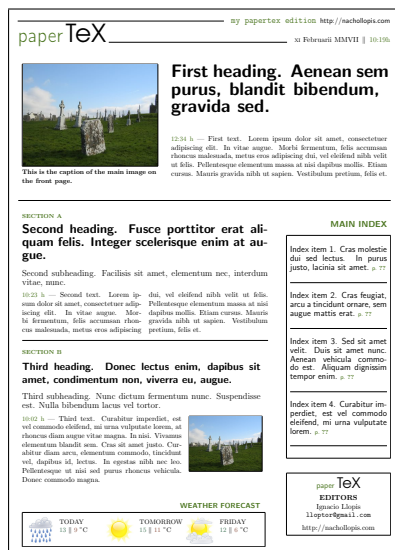 my papertex edition http://nachollopis.com
paperTeX
XI Februarii MMVII || 10:19h
First heading. Aenean sem
purus, blandit bibendum,
gravida sed.
12:34 h — First text. Lorem ipsum dolor sit amet, consectetuer
adipiscing elit. In vitae augue. Morbi fermentum, felis accumsan
rhoncus malesuada, metus eros adipiscing dui, vel eleifend nibh velit
ut felis. Pellentesque elementum massa at nisi dapibus mollis. Etiam
cursus. Mauris gravida nibh ut sapien. Vestibulum pretium, felis et.
This is the caption of the main image on
the front page.
SECTION A
Second heading. Fusce porttitor erat ali-
quam felis. Integer scelerisque enim at au-
gue.
Second subheading. Facilisis sit amet, elementum nec, interdum
vitae, nunc.
10:23 h — Second text. Lorem ip-
sum dolor sit amet, consectetuer adip-
iscing elit. In vitae augue. Mor-
bi fermentum, felis accumsan rhon-
cus malesuada, metus eros adipiscing
dui, vel eleifend nibh velit ut felis.
Pellentesque elementum massa at nisi
dapibus mollis. Etiam cursus. Mauris
gravida nibh ut sapien. Vestibulum
pretium, felis et.
SECTION B
Third heading. Donec lectus enim, dapibus sit
amet, condimentum non, viverra eu, augue.
Third subheading. Nunc dictum fermentum nunc. Suspendisse
est. Nulla bibendum lacus vel tortor.
10:02 h — Third text. Curabitur imperdiet, est
vel commodo eleifend, mi urna vulputate lorem, at
rhoncus diam augue vitae magna. In nisi. Vivamus
elementum blandit sem. Cras sit amet justo. Cur-
abitur diam arcu, elementum commodo, tincidunt
vel, dapibus id, lectus. In egestas nibh nec leo.
Pellentesque ut nisi sed purus rhoncus vehicula.
Donec commodo magna.
MAIN INDEX
Index item 1. Cras molestie
dui sed lectus. In purus
justo, lacinia sit amet. p. ??
Index item 2. Cras feugiat,
arcu a tincidunt ornare, sem
augue mattis erat. p. ??
Index item 3. Sed sit amet
velit. Duis sit amet nunc.
Aenean vehicula commo-
do est. Aliquam dignissim
tempor enim. p. ??
Index item 4. Curabitur im-
perdiet, est vel commodo
eleifend, mi urna vulputate
lorem. p. ??
paper TeX
EDITORS
Ignacio Llopis
lloptor@gmail.com
http://nachollopis.com
WEATHER FORECAST
TODAY
13 || 9 °C
TOMORROW
15 || 11 °C
FRIDAY
12 || 6 °C